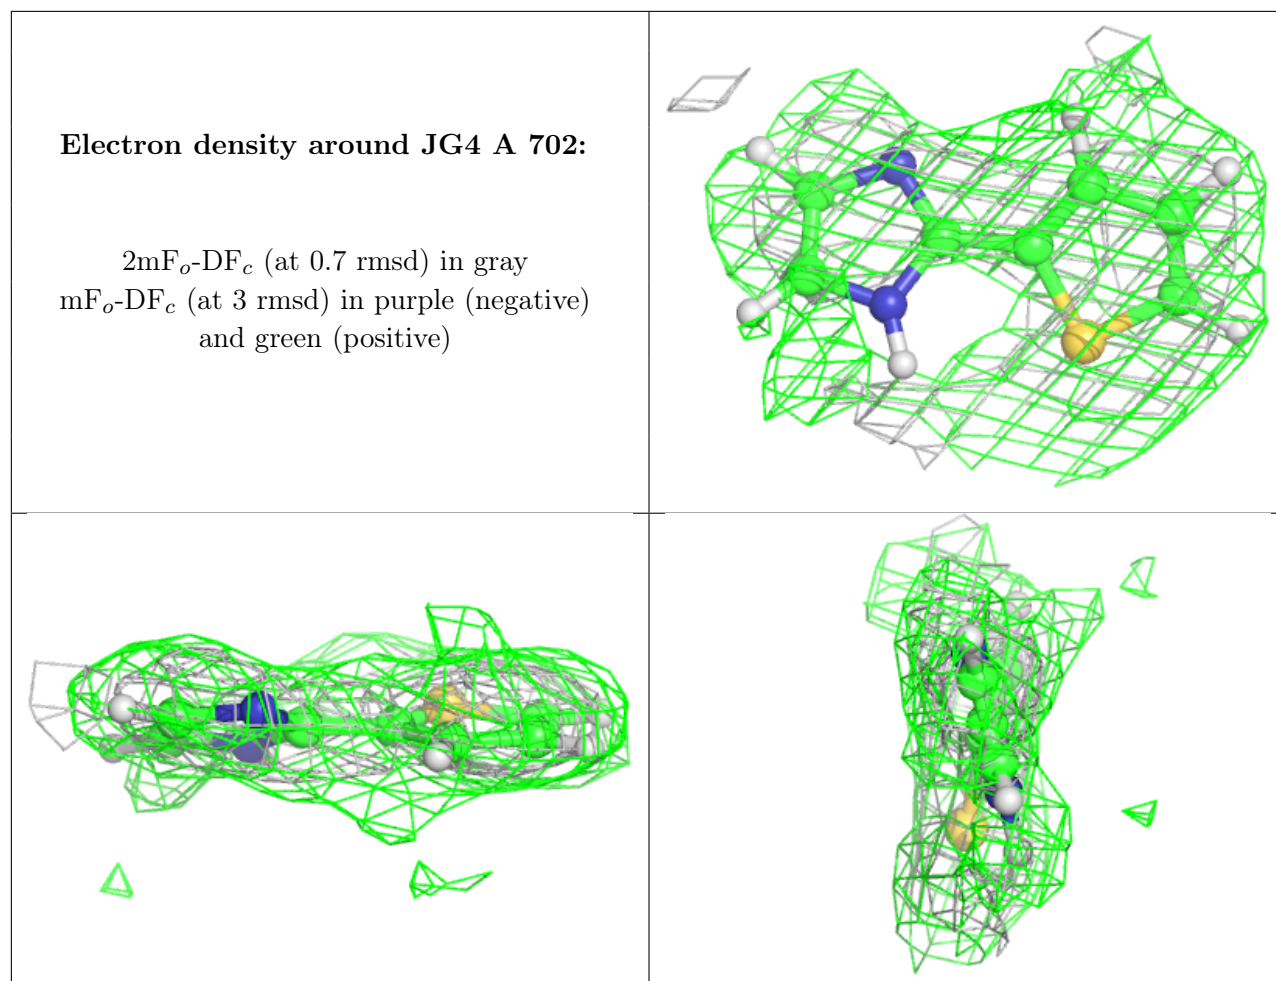 Electron density around JG4 A 702:
2mFₒ-DF𝒸 (at 0.7 rmsd) in gray
mFₒ-DF𝒸 (at 3 rmsd) in purple (negative)
and green (positive)